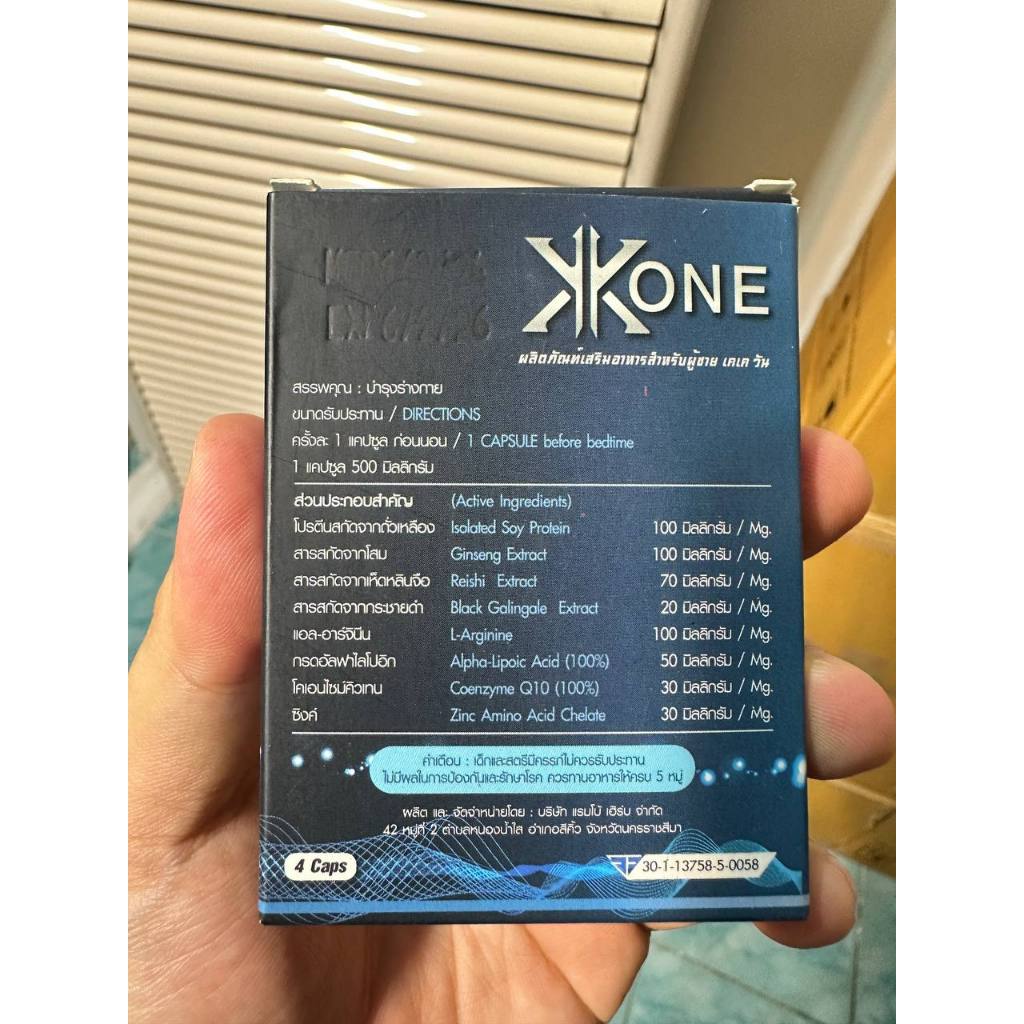 KKONE
ผลิตภัณฑ์เสริมอาหารสำหรับผู้ชาย เคเค วัน
สรรพคุณ : บำรุงร่างกาย
ขนาดรับประทาน / DIRECTIONS
ครั้งละ 1 แคปซูล ก่อนนอน / 1 CAPSULE before bedtime
1 แคปซูล 500 มิลลิกรัม
ส่วนประกอบสำคัญ (Active Ingredients)
โปรตีนสกัดจากถั่วเหลือง Isolated Soy Protein 100 มิลลิกรัม / Mg.
สารสกัดจากโสม Ginseng Extract 100 มิลลิกรัม / Mg.
สารสกัดจากเห็ดหลินจือ Reishi Extract 70 มิลลิกรัม / Mg.
สารสกัดจากกระชายดำ Black Galingale Extract 20 มิลลิกรัม / Mg.
แอล-อาร์จินีน L-Arginine 100 มิลลิกรัม / Mg.
กรดอัลฟาไลโปอิก Alpha-Lipoic Acid (100%) 50 มิลลิกรัม / Mg.
โคเอนไซม์คิวเทน Coenzyme Q10 (100%) 30 มิลลิกรัม / Mg.
ซิงค์ Zinc Amino Acid Chelate 30 มิลลิกรัม / Mg.
คำเตือน : เด็กและสตรีมีครรภ์ไม่ควรรับประทาน
ไม่มีผลในการป้องกันและรักษาโรค ควรทานอาหารให้ครบ 5 หมู่
ผลิต และ จัดจำหน่ายโดย : บริษัท แรมโบ้ เฮิร์บ จำกัด
42 หมู่ที่ 2 ตำบลหนองน้ำใส อำเภอสีคิ้ว จังหวัดนครราชสีมา
4 Caps
30-1-13758-5-0058